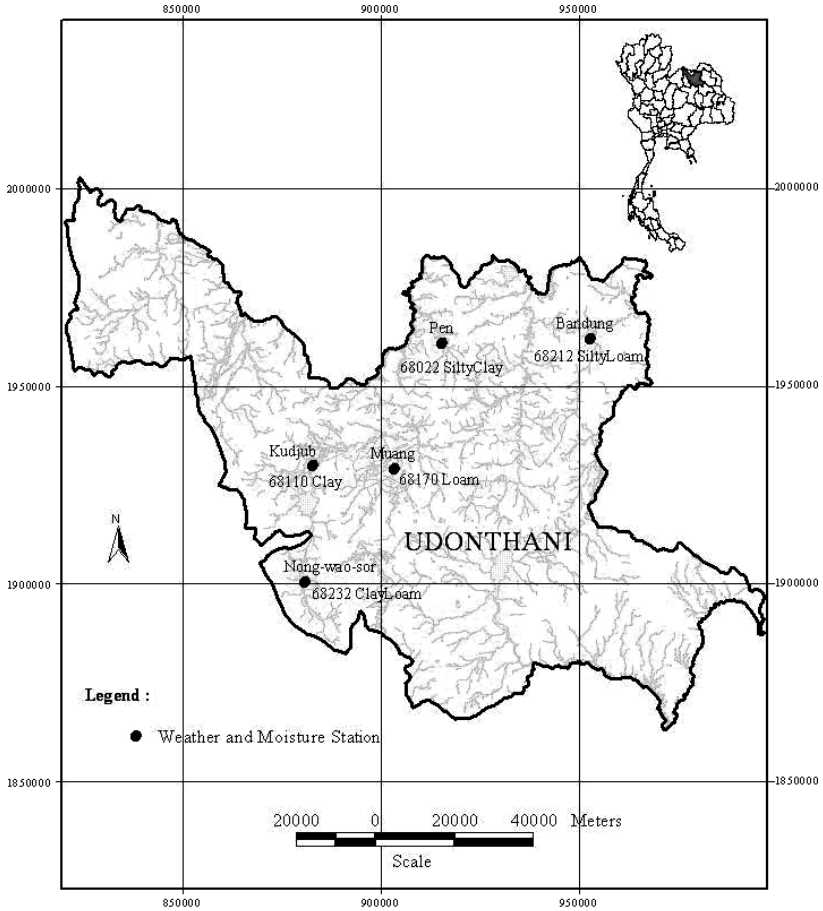 850000 900000 950000
2000000 2000000
Pen
68022 SiltyClay
Bandung
68212 SiltyLoam
1950000 1950000
Kudjub
68110 Clay
Muang
68170 Loam
N
UDONTHANI
Nong-wao-sor
68232 ClayLoam
1900000 1900000
Legend :
Weather and Moisture Station
1850000 1850000
20000 0 20000 40000 Meters
Scale
850000 900000 950000